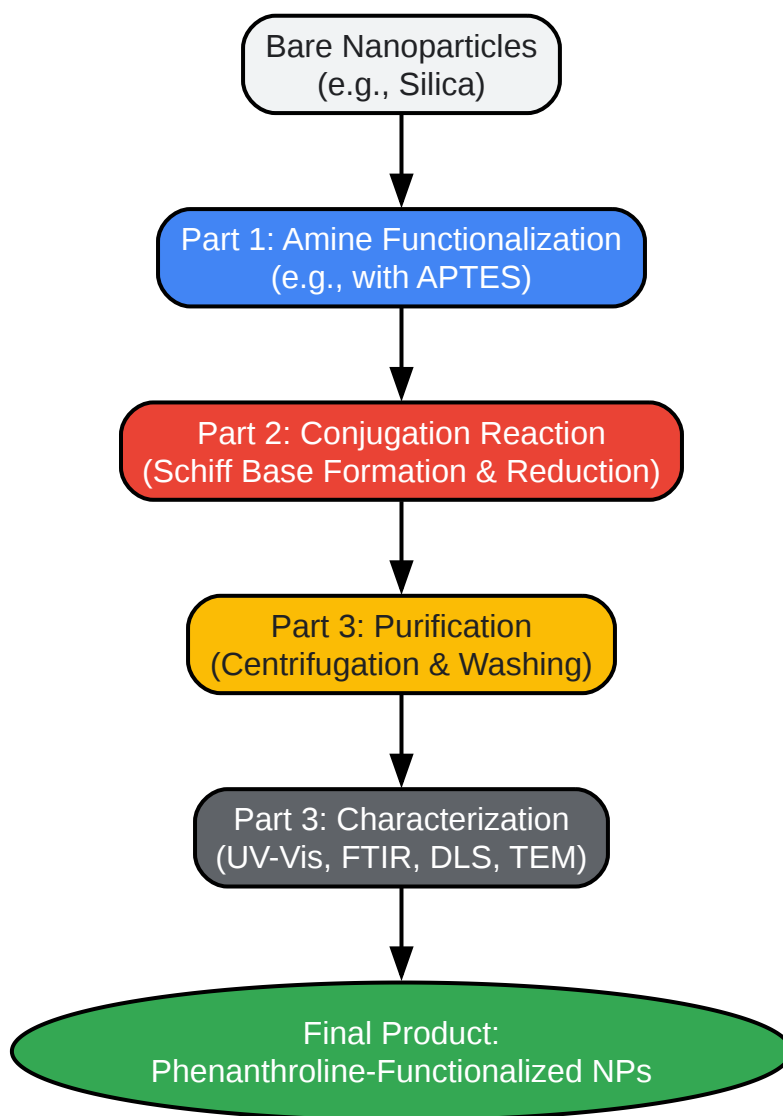 Bare Nanoparticles
(e.g., Silica)
Part 1: Amine Functionalization
(e.g., with APTES)
Part 2: Conjugation Reaction
(Schiff Base Formation & Reduction)
Part 3: Purification
(Centrifugation & Washing)
Part 3: Characterization
(UV-Vis, FTIR, DLS, TEM)
Final Product:
Phenanthroline-Functionalized NPs